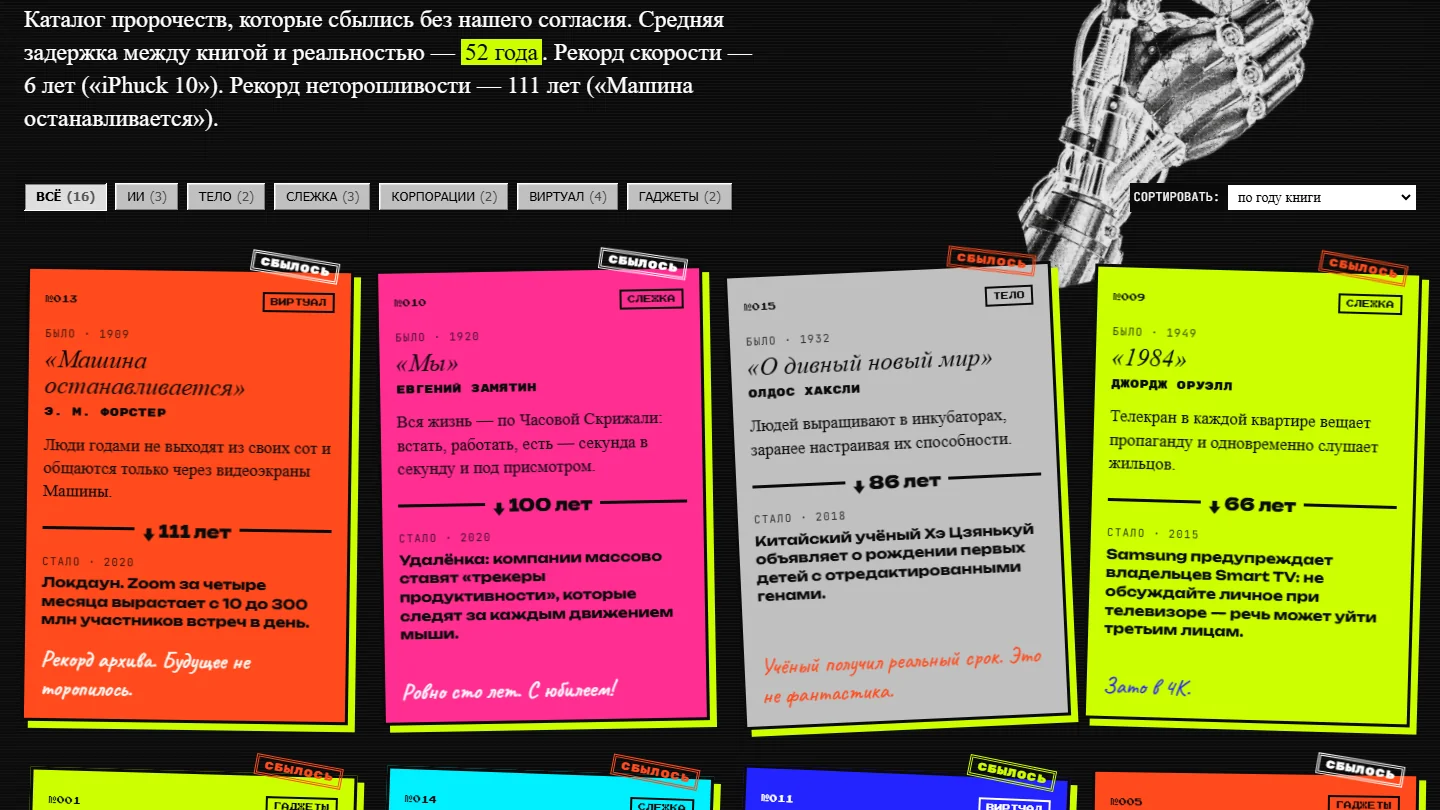 Каталог пророчеств, которые сбылись без нашего согласия. Средняя
задержка между книгой и реальностью — 52 года. Рекорд скорости —
6 лет («iPhuck 10»). Рекорд неторопливости — 111 лет («Машина
останавливается»).
ВСЁ (16) ИИ (3) ТЕЛО (2) СЛЕЖКА (3) КОРПОРАЦИИ (2) ВИРТУАЛ (4) ГАДЖЕТЫ (2) СОРТИРОВАТЬ: по году книги
СБЫЛОСЬ
№013 ВИРТУАЛ
БЫЛО · 1909
«Машина
останавливается»
Э. М. ФОРСТЕР
Люди годами не выходят из своих сот и
общаются только через видеоэкраны
Машины.
↓ 111 лет
СТАЛО · 2020
Локдаун. Zoom за четыре
месяца вырастает с 10 до 300
млн участников встреч в день.
Рекорд архива. Будущее не
торопилось.
СБЫЛОСЬ
№010 СЛЕЖКА
БЫЛО · 1920
«Мы»
ЕВГЕНИЙ ЗАМЯТИН
Вся жизнь — по Часовой Скрижали:
встать, работать, есть — секунда в
секунду и под присмотром.
↓ 100 лет
СТАЛО · 2020
Удалёнка: компании массово
ставят «трекеры
продуктивности», которые
следят за каждым движением
мыши.
Ровно сто лет. С юбилеем!
СБЫЛОСЬ
№015 ТЕЛО
БЫЛО · 1932
«О дивный новый мир»
ОЛДОС ХАКСЛИ
Людей выращивают в инкубаторах,
заранее настраивая их способности.
↓ 86 лет
СТАЛО · 2018
Китайский учёный Хэ Цзянькуй
объявляет о рождении первых
детей с отредактированными
генами.
Учёный получил реальный срок. Это
не фантастика.
СБЫЛОСЬ
№009 СЛЕЖКА
БЫЛО · 1949
«1984»
ДЖОРДЖ ОРУЭЛЛ
Телекран в каждой квартире вещает
пропаганду и одновременно слушает
жильцов.
↓ 66 лет
СТАЛО · 2015
Samsung предупреждает
владельцев Smart TV: не
обсуждайте личное при
телевизоре — речь может уйти
третьим лицам.
Зато в 4К.
СБЫЛОСЬ
№001 ГАДЖЕТЫ
СБЫЛОСЬ
№014 СЛЕЖКА
СБЫЛОСЬ
№011 ВИРТУАЛ
СБЫЛОСЬ
№005 ГАДЖЕТЫ